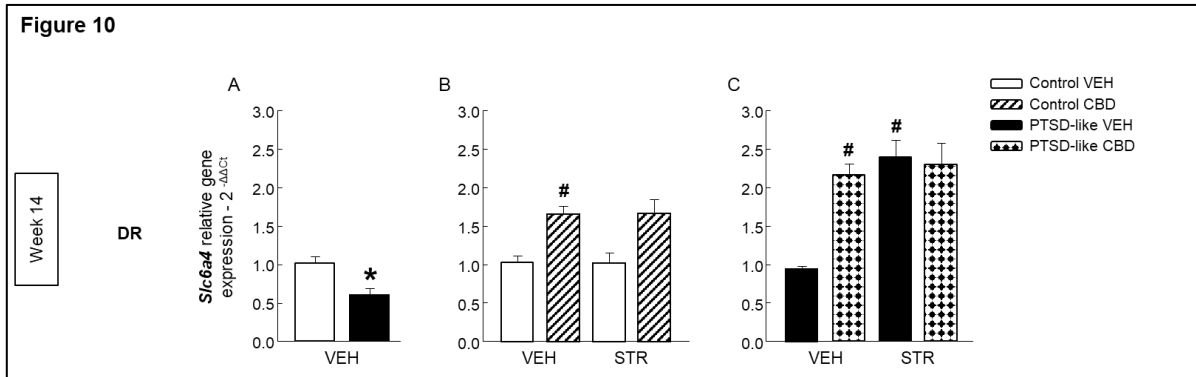 Figure 10
A
B
C
Control VEH
Control CBD
PTSD-like VEH
PTSD-like CBD
Week 14
DR
Slc6a4 relative gene
expression - 2 -ΔΔCt
3.0
2.5
2.0
1.5
1.0
0.5
0.0
*
VEH
3.0
2.5
2.0
1.5
1.0
0.5
0.0
#
VEH STR
3.0
2.5
2.0
1.5
1.0
0.5
0.0
# #
VEH STR